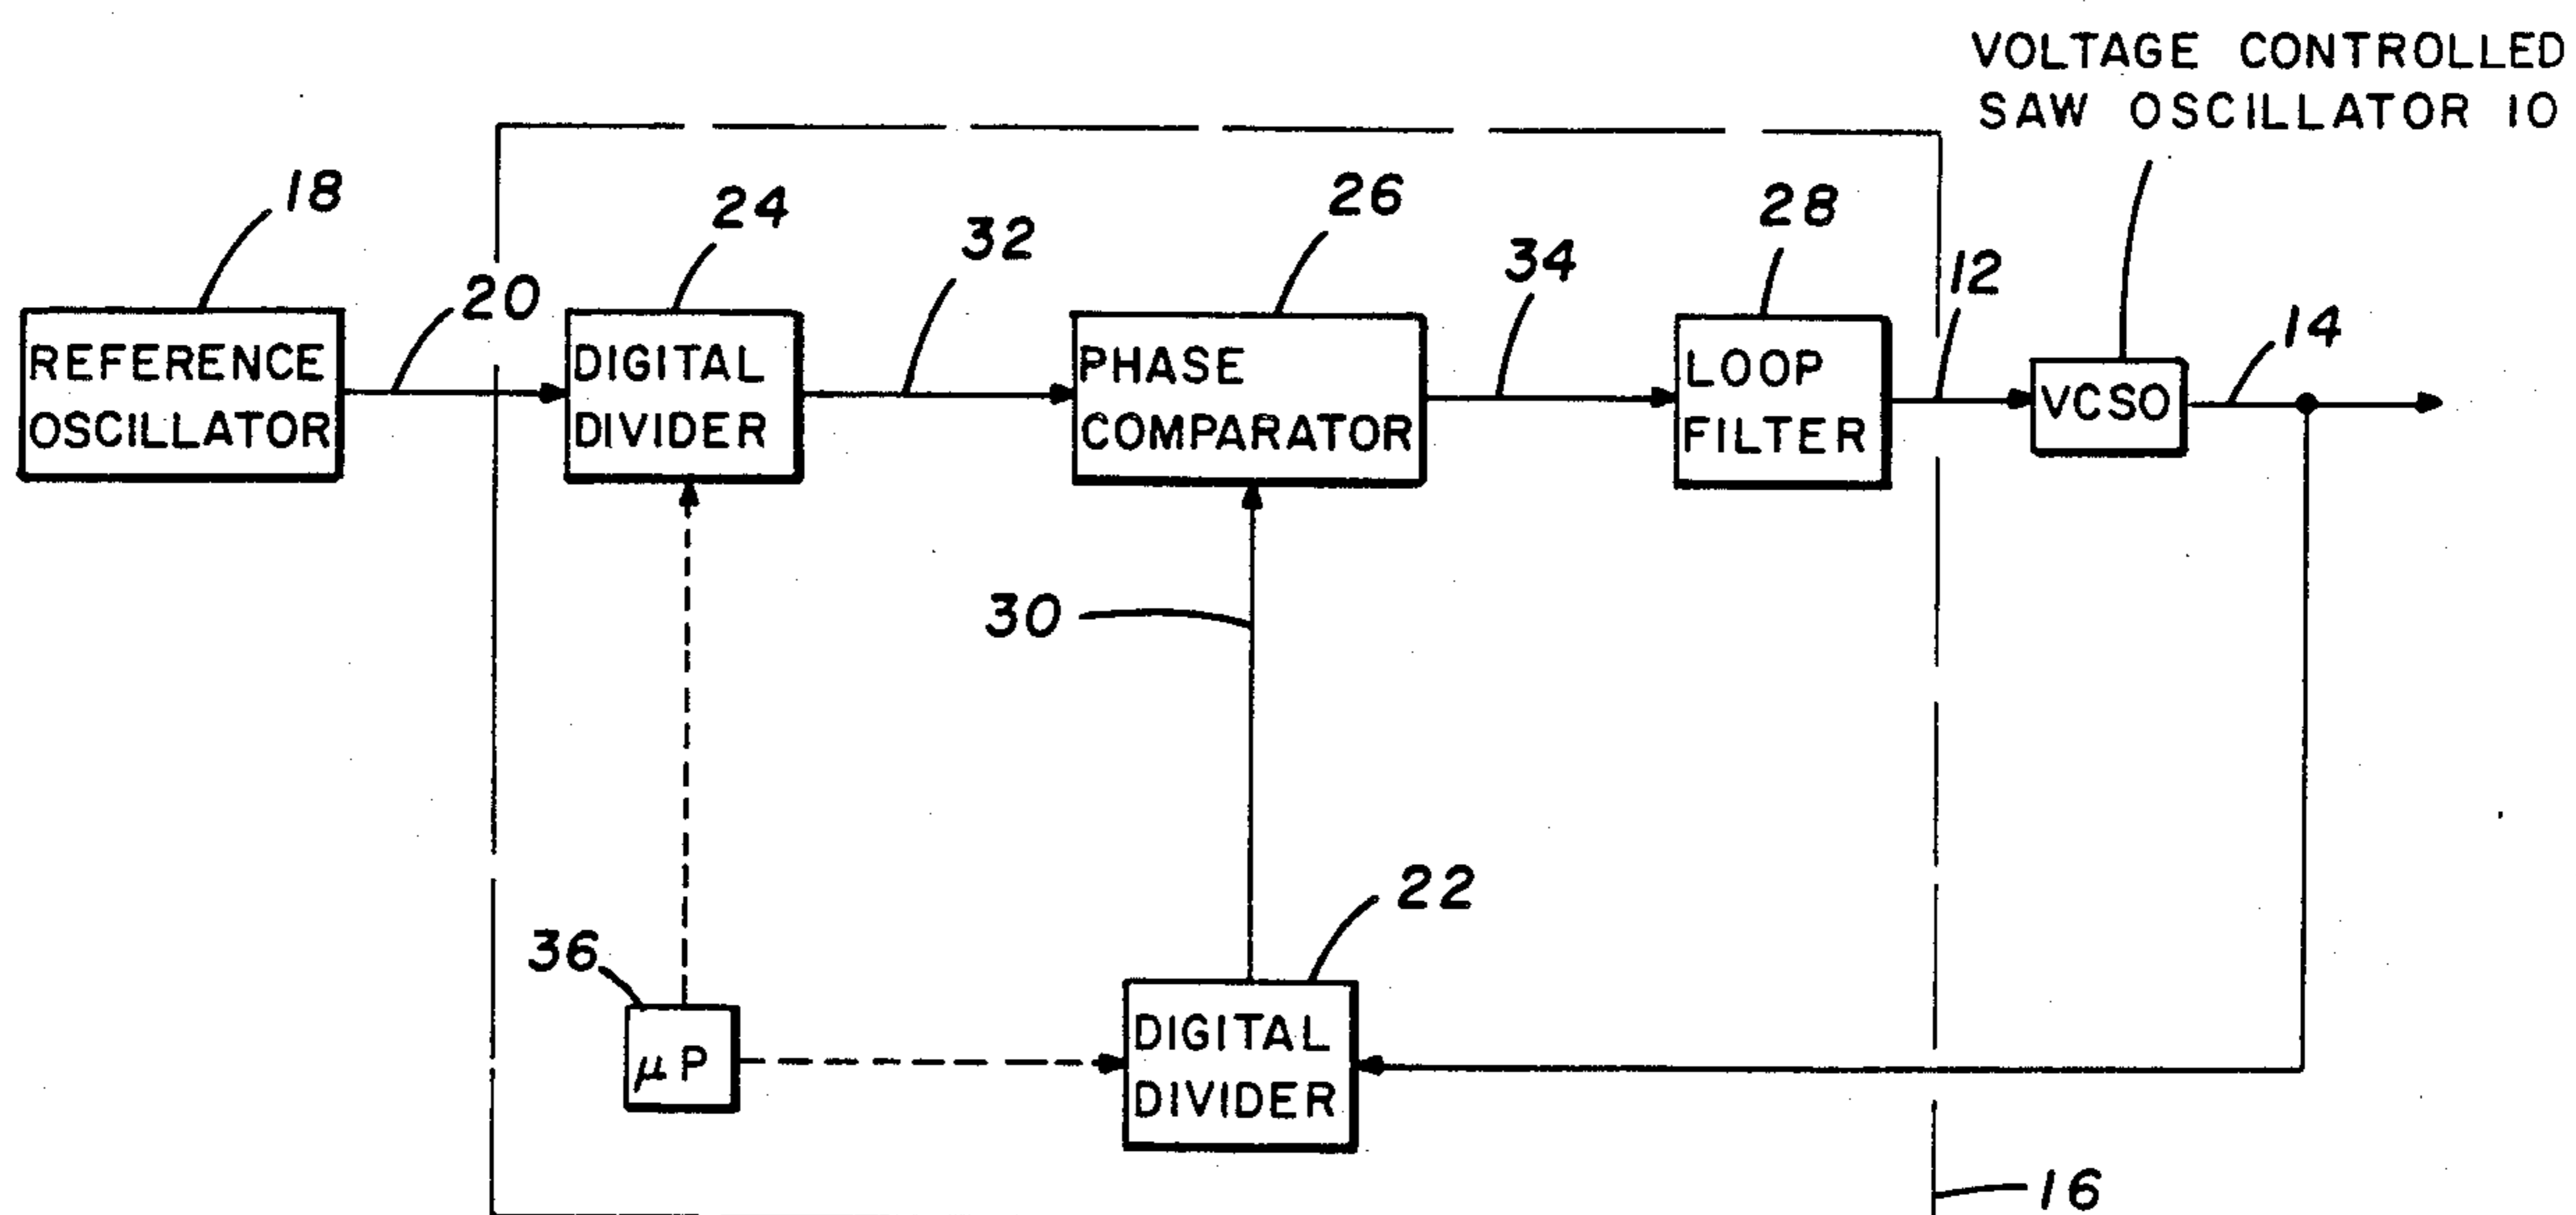 VOLTAGE CONTROLLED
SAW OSCILLATOR 10
18
24
32
26
34
28
12
14
20
REFERENCE
OSCILLATOR
DIGITAL
DIVIDER
PHASE
COMPARATOR
LOOP
FILTER
VCSO
30
22
36
μP
DIGITAL
DIVIDER
16